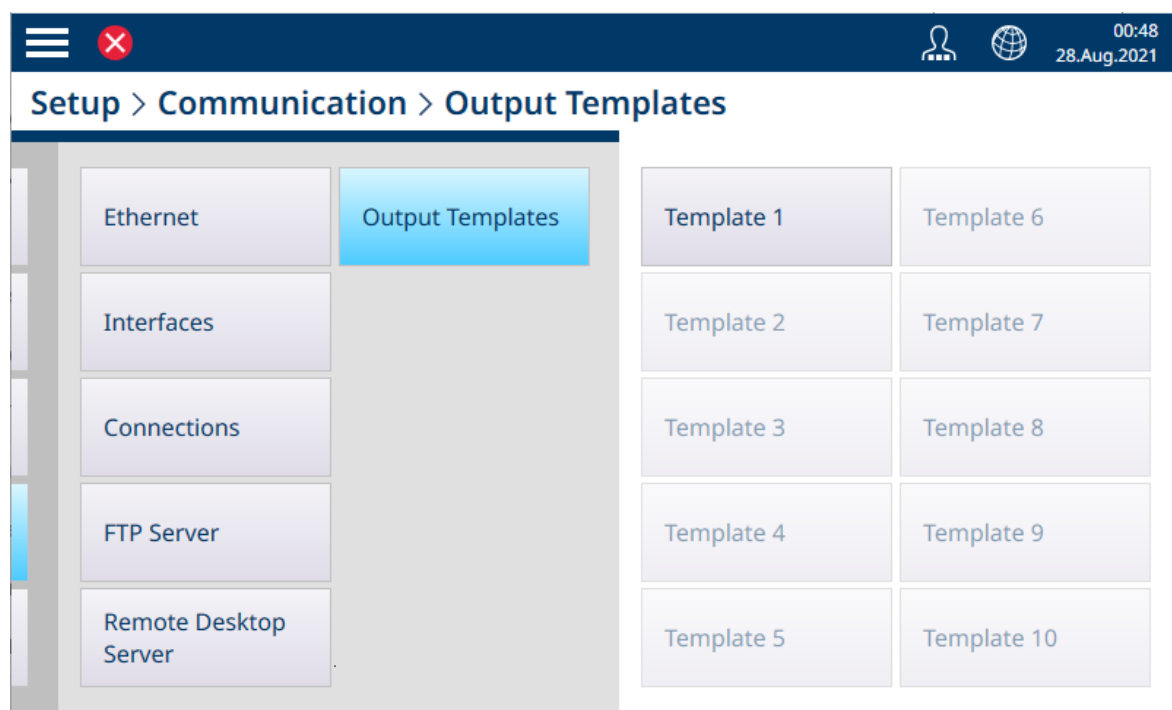 00:48
28.Aug.2021
Setup > Communication > Output Templates
Ethernet
Output Templates
Template 1
Template 6
Interfaces
Template 2
Template 7
Connections
Template 3
Template 8
FTP Server
Template 4
Template 9
Remote Desktop
Server
Template 5
Template 10